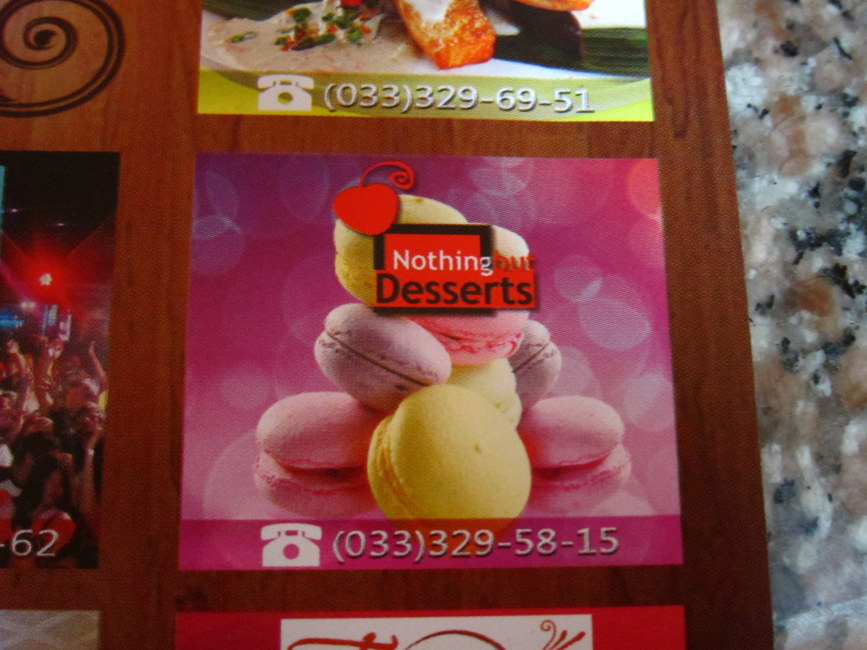 (033)329-69-51
Nothing but
Desserts
-62
(033)329-58-15